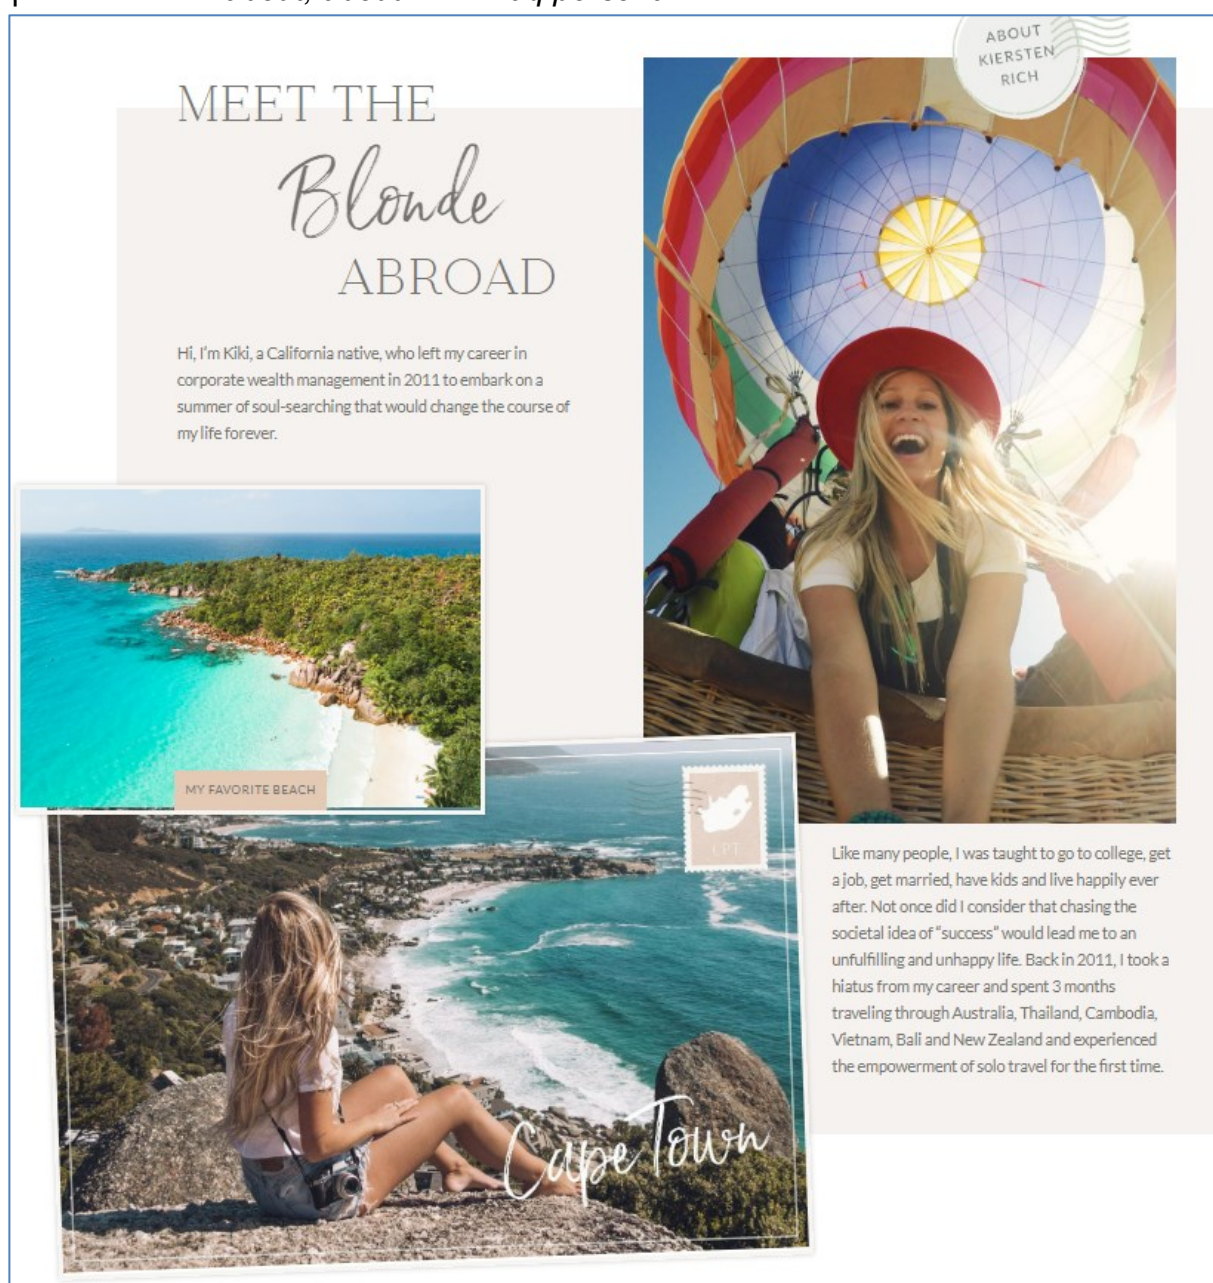 MEET THE
Blonde
ABROAD
ABOUT
KIERSTEN
RICH
Hi, I'm Kiki, a California native, who left my career in
corporate wealth management in 2011 to embark on a
summer of soul-searching that would change the course of
my life forever.
MY FAVORITE BEACH
CPT
Cape Town
Like many people, I was taught to go to college, get
a job, get married, have kids and live happily ever
after. Not once did I consider that chasing the
societal idea of “success” would lead me to an
unfulfilling and unhappy life. Back in 2011, I took a
hiatus from my career and spent 3 months
traveling through Australia, Thailand, Cambodia,
Vietnam, Bali and New Zealand and experienced
the empowerment of solo travel for the first time.